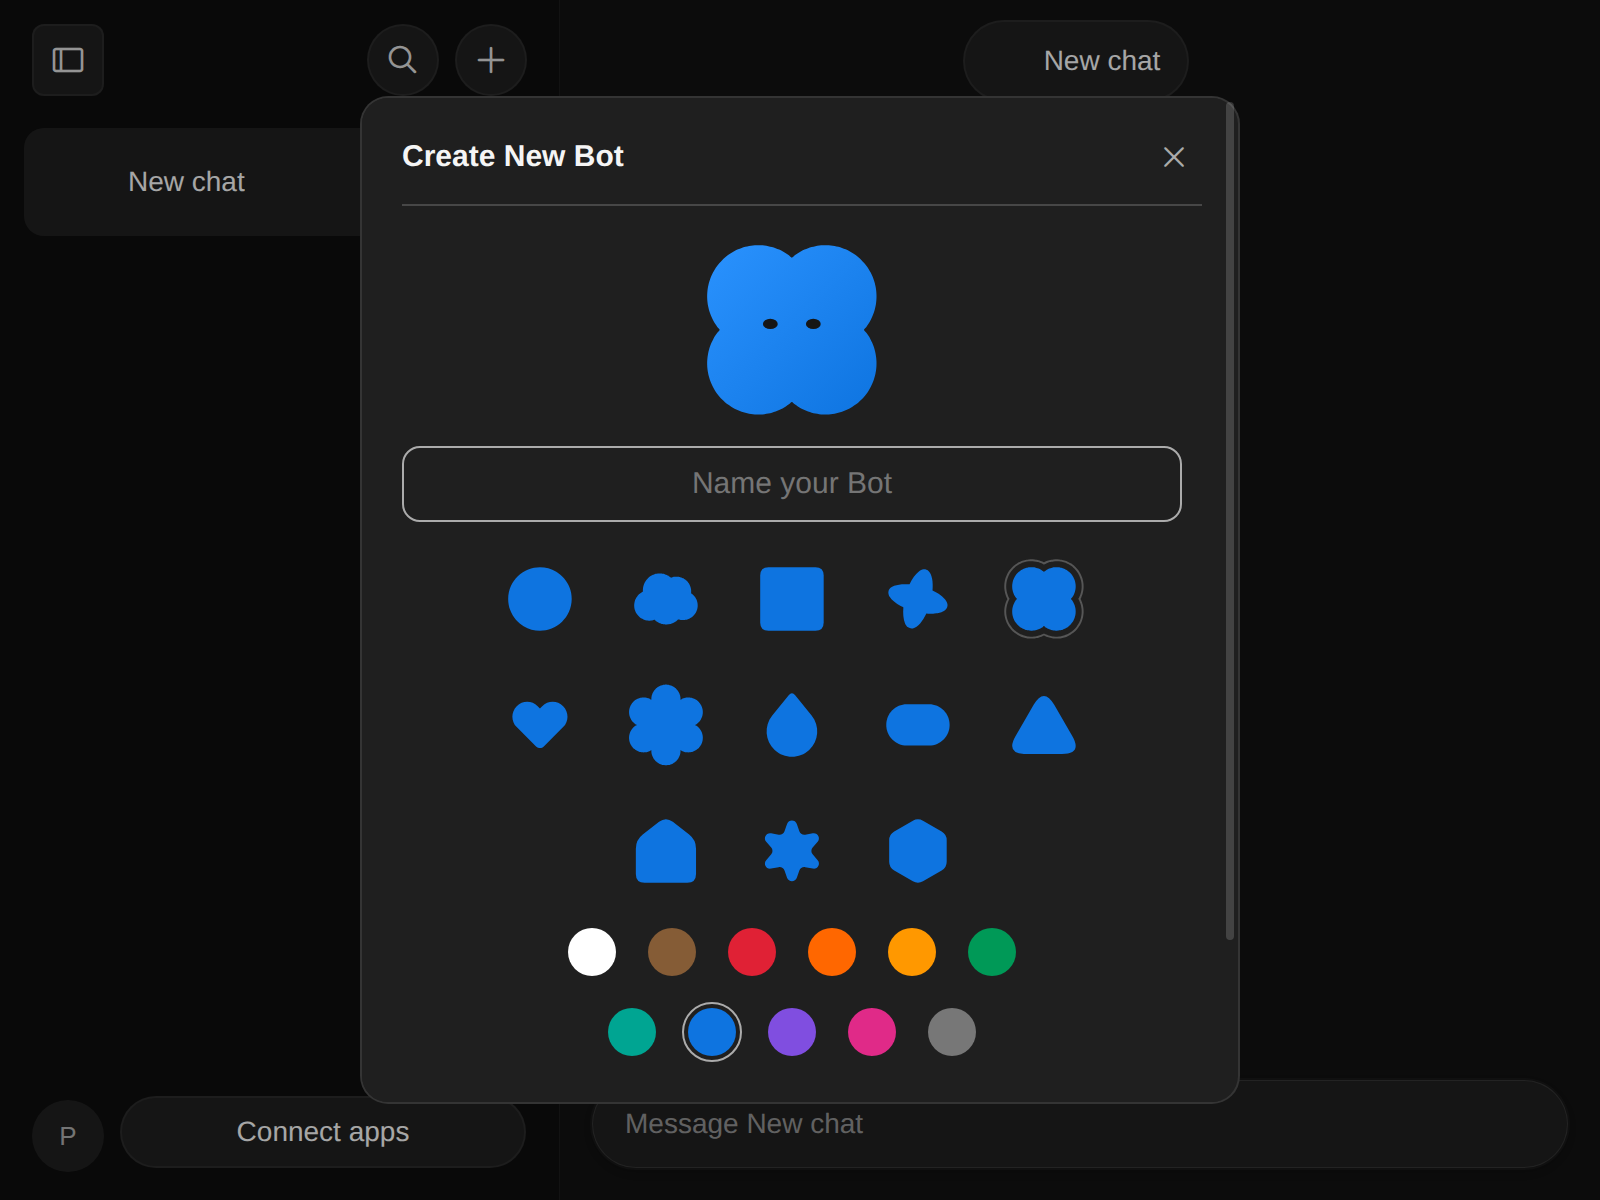 New chat
New chat
Create New Bot
Name your Bot
P
Connect apps
Message New chat